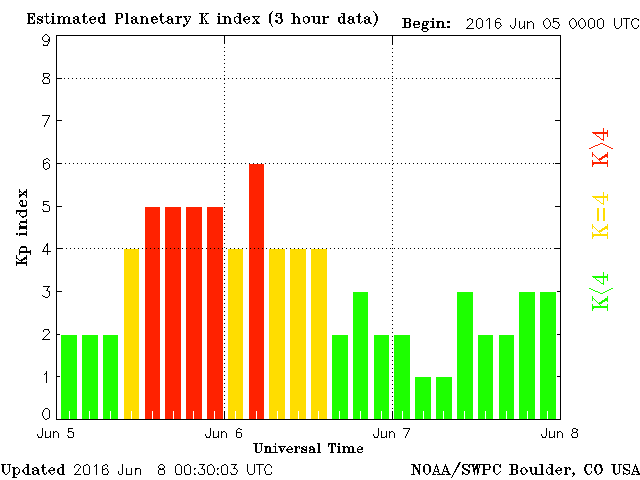 Estimated Planetary K index (3 hour data) Begin: 2016 Jun 05 0000 UTC
9
8
7
6
5
4
3
2
1
0
Kp index
K>4
K=4
K<4
Jun 5 Jun 6 Jun 7 Jun 8
Universal Time
Updated 2016 Jun 8 00:30:03 UTC NOAA/SWPC Boulder, CO USA